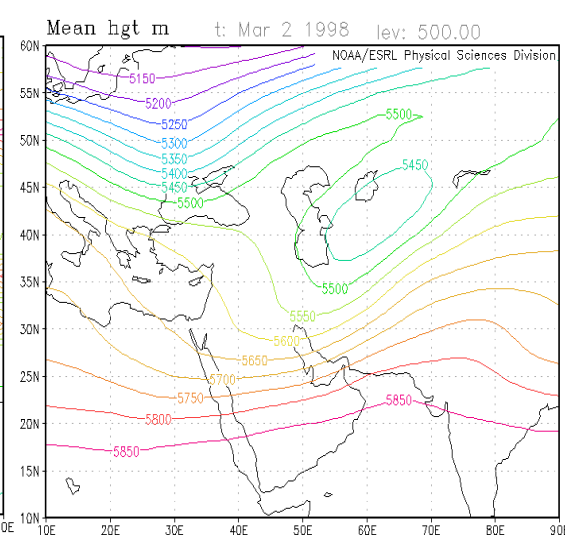 Mean hgt m t: Mar 2 1998 lev: 500.00
NOAA/ESRL Physical Sciences Division
60N
5150
55N
5200
5250
5500
50N
5300
5350
5400
5450
5450
45N
5500
40N
35N
5500
5550
30N
5600
5650
25N
5700
5750
20N
5800
5850
5850
15N
10N
0E
10E 20E 30E 40E 50E 60E 70E 80E 90E